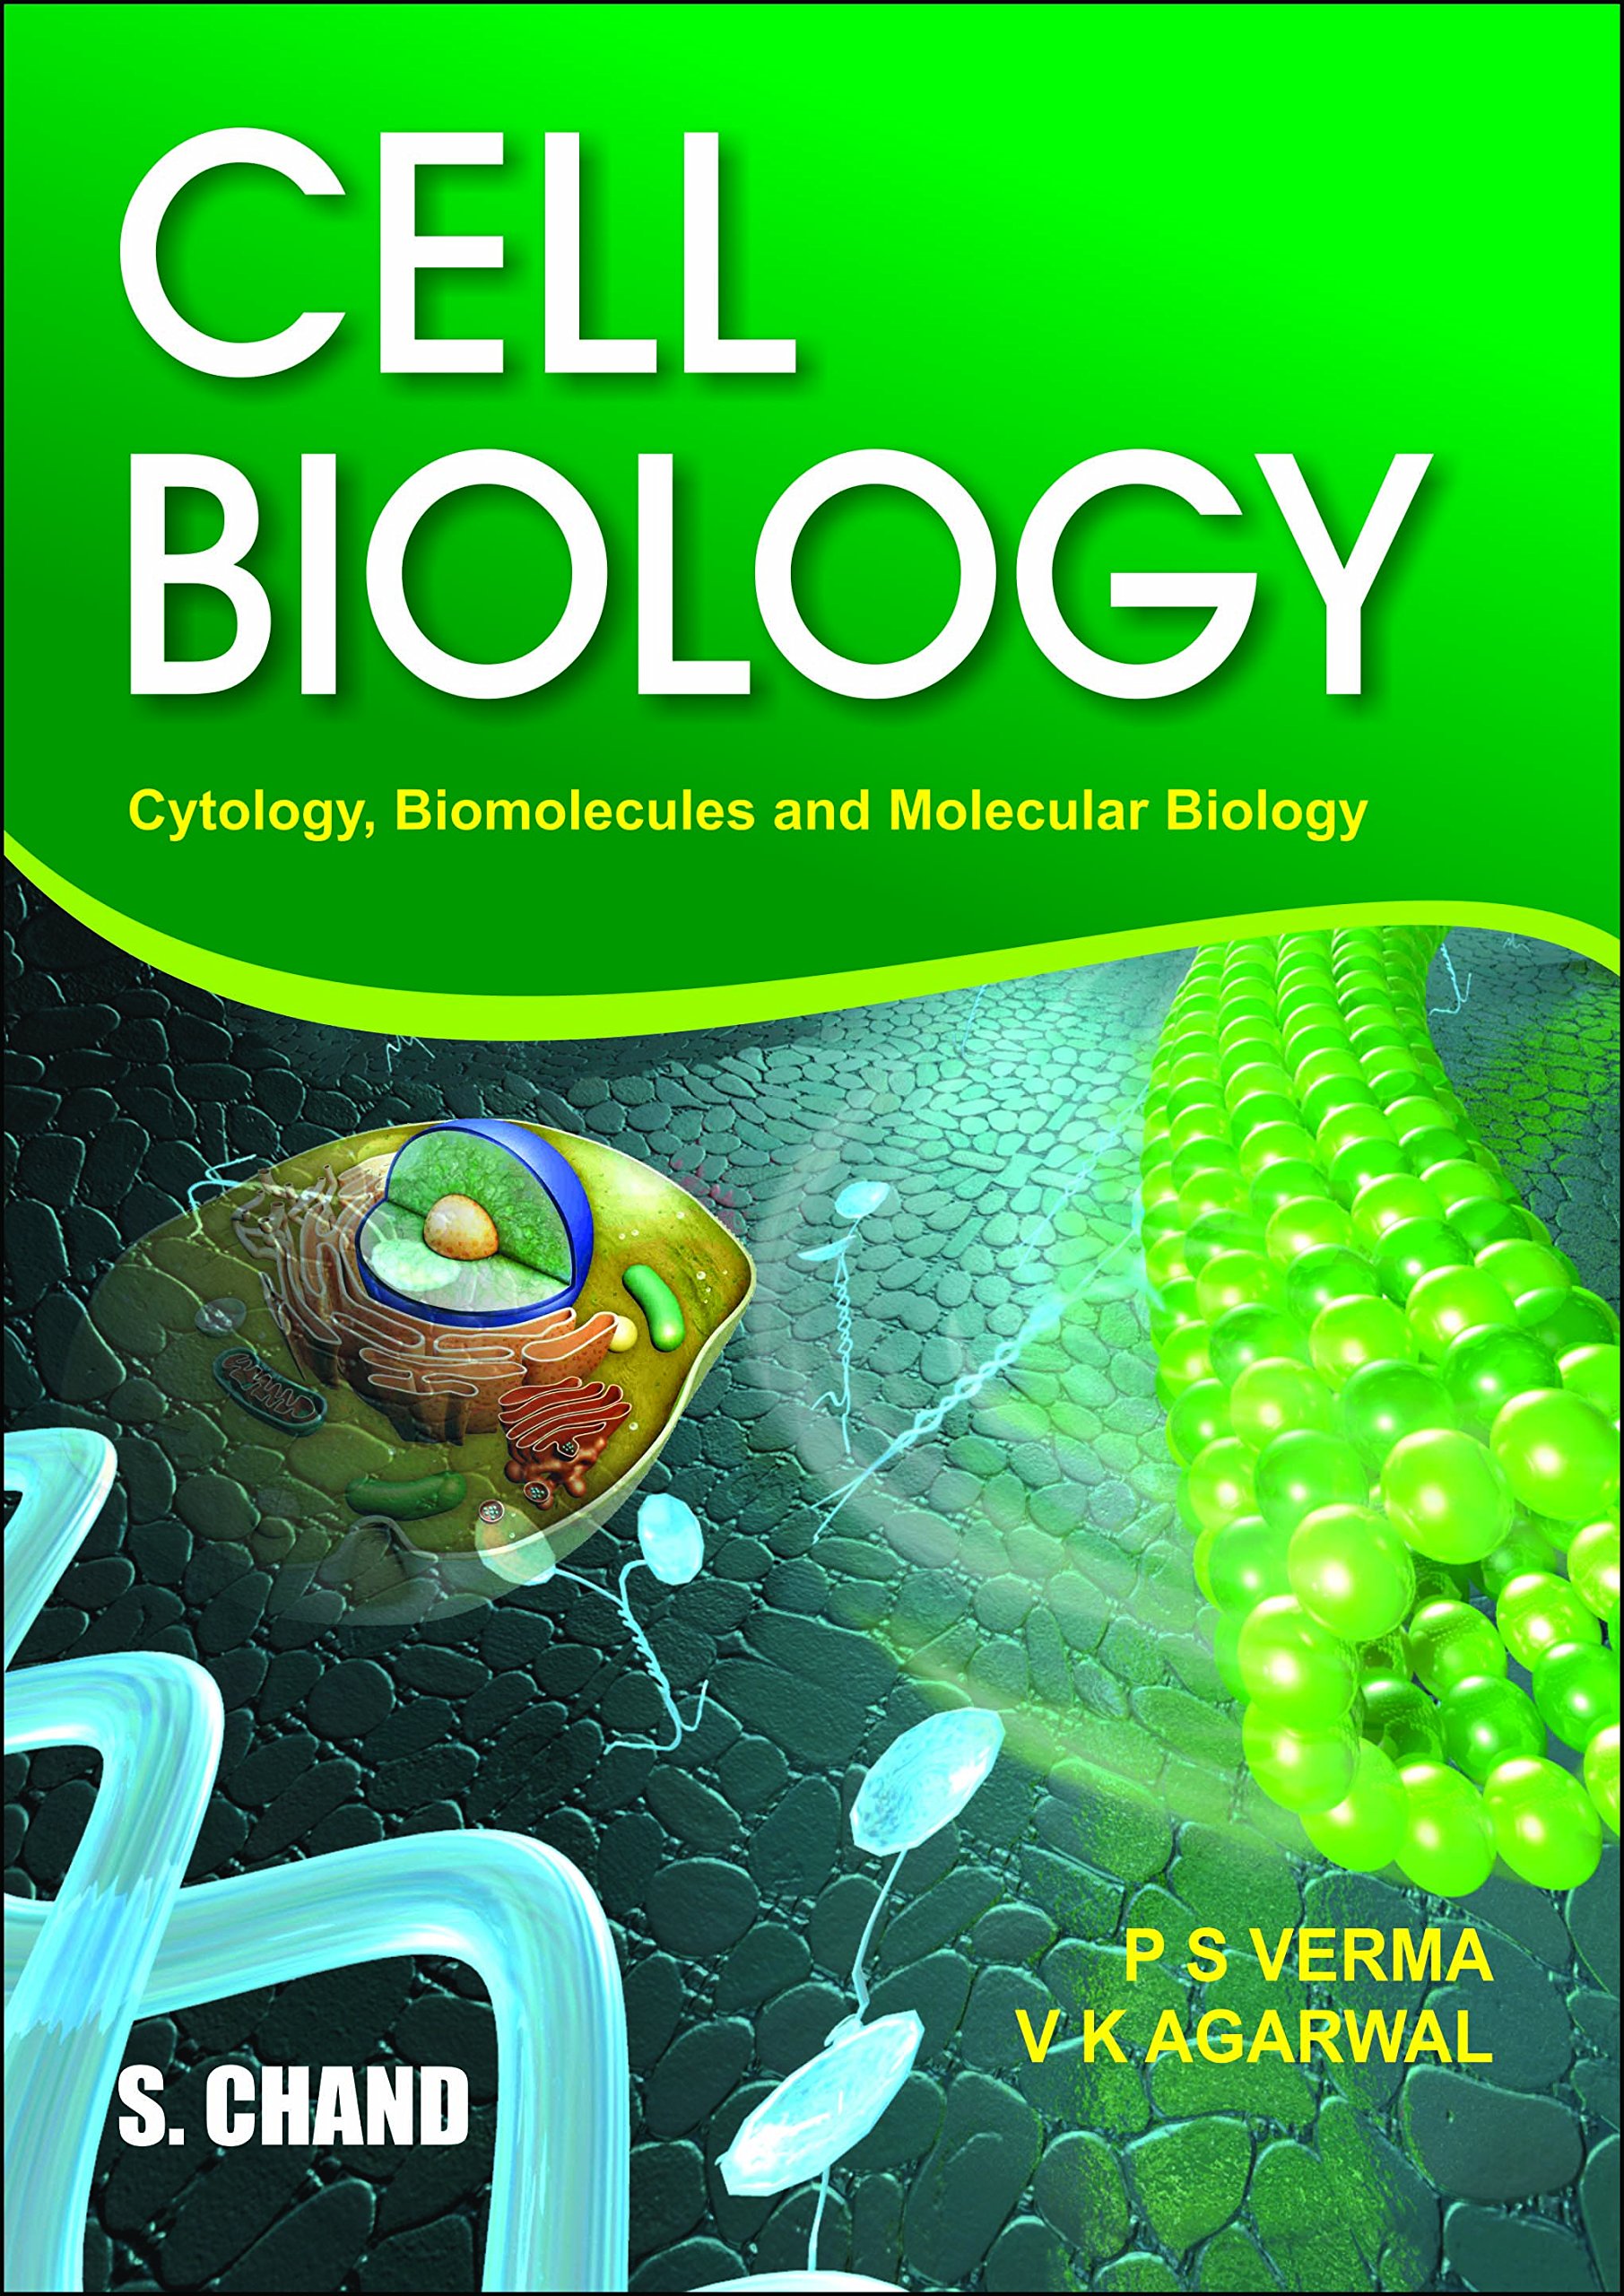 CELL
BIOLOGY
Cytology, Biomolecules and Molecular Biology
P S VERMA
V K AGARWAL
S. CHAND